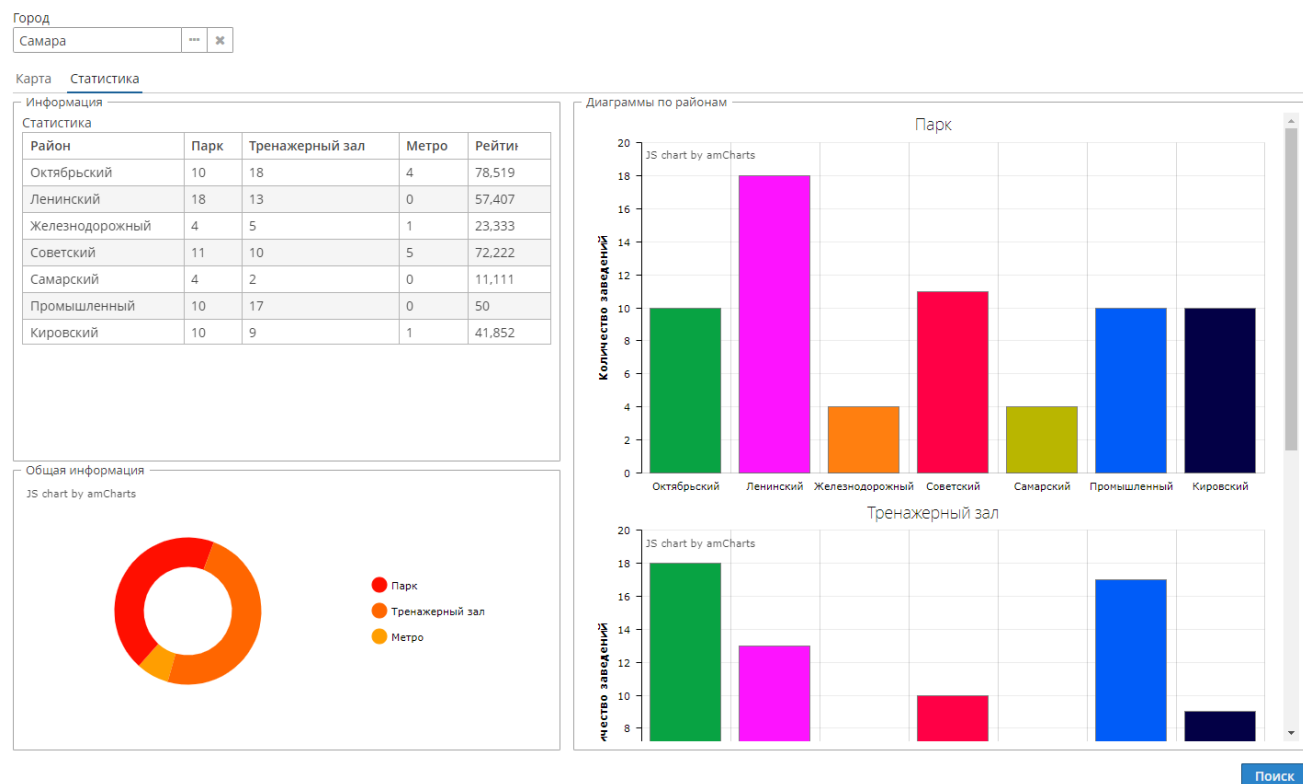 Город
Самара
Карта Статистика
Информация
Статистика
Район Парк Тренажерный зал Метро Рейтин
Октябрьский 10 18 4 78,519
Ленинский 18 13 0 57,407
Железнодорожный 4 5 1 23,333
Советский 11 10 5 72,222
Самарский 4 2 0 11,111
Промышленный 10 17 0 50
Кировский 10 9 1 41,852
Общая информация
JS chart by amCharts
Парк
Тренажерный зал
Метро
Диаграммы по районам
Парк
JS chart by amCharts
Количество заведений
20
18
16
14
12
10
8
6
4
2
0
Октябрьский Ленинский Железнодорожный Советский Самарский Промышленный Кировский
Тренажерный зал
JS chart by amCharts
ичество заведений
20
18
16
14
12
10
8
Поиск